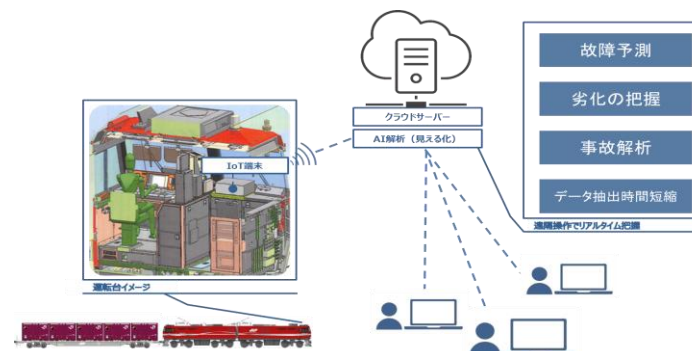 クラウドサーバー
AI解析（見える化）
IoT端末
運転台イメージ
故障予測
劣化の把握
事故解析
データ抽出時間短縮
遠隔操作でリアルタイム把握